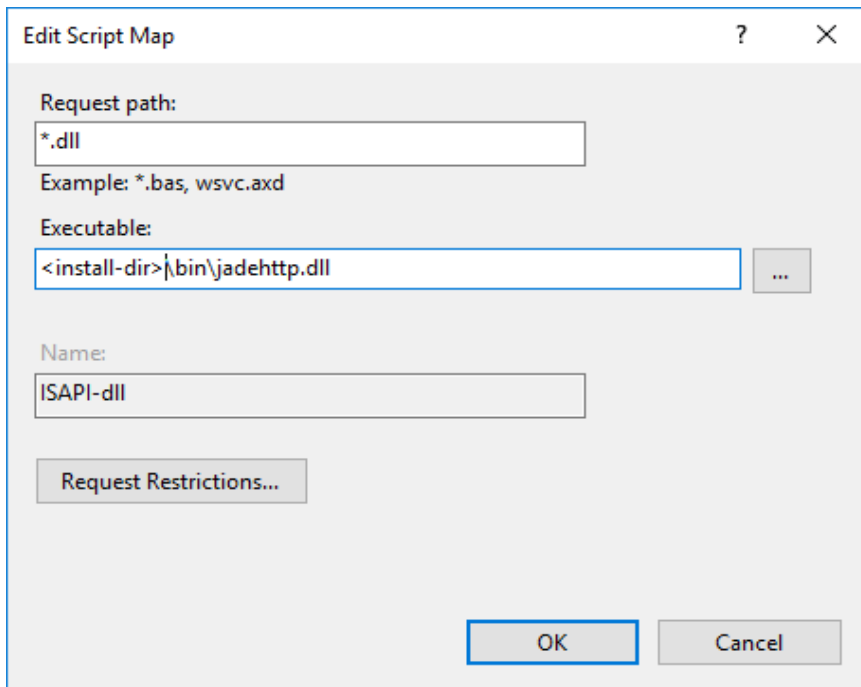 Edit Script Map
?
Request path:
*.dll
Example: *.bas, wsvc.axd
Executable:
<install-dir>\bin\jadehttp.dll
...
Name:
ISAPI-dll
Request Restrictions...
OK
Cancel